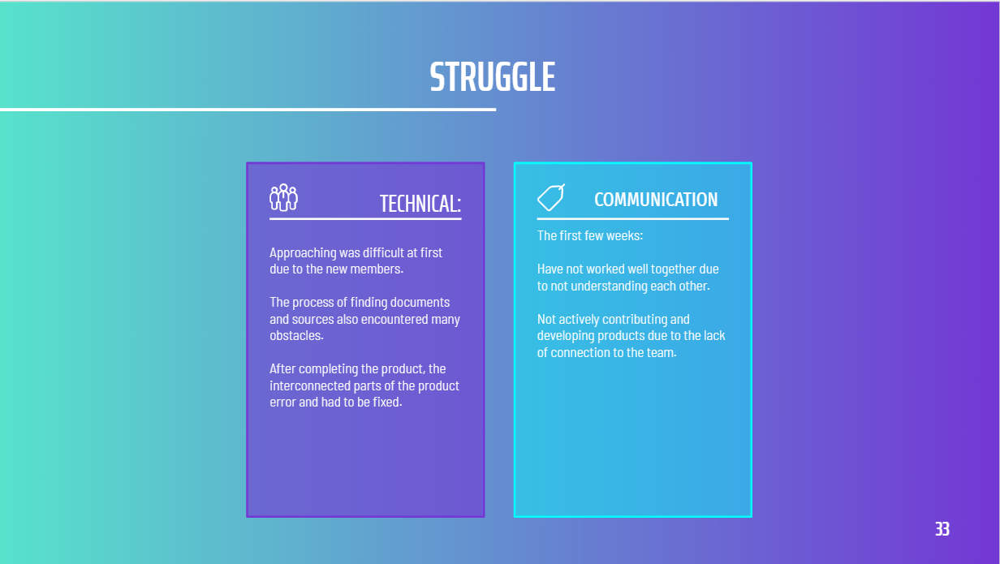 STRUGGLE
TECHNICAL:
Approaching was difficult at first
due to the new members.
The process of finding documents
and sources also encountered many
obstacles.
After completing the product, the
interconnected parts of the product
error and had to be fixed.
COMMUNICATION
The first few weeks:
Have not worked well together due
to not understanding each other.
Not actively contributing and
developing products due to the lack
of connection to the team.
33